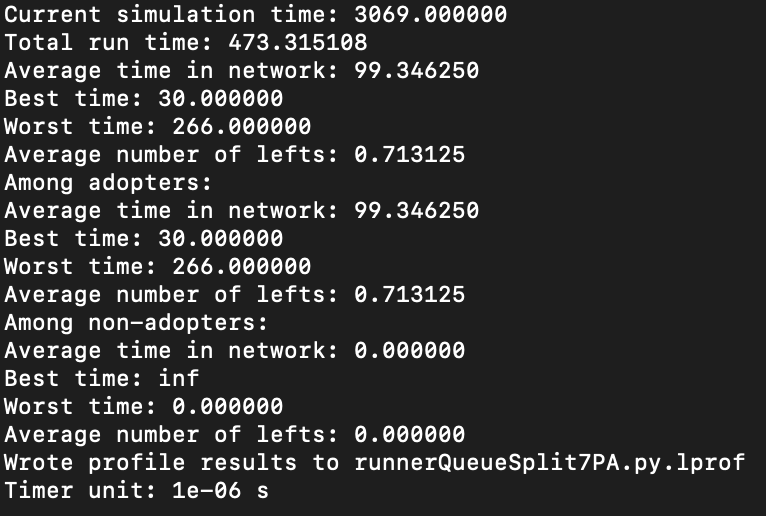 Current simulation time: 3069.000000
Total run time: 473.315108
Average time in network: 99.346250
Best time: 30.000000
Worst time: 266.000000
Average number of lefts: 0.713125
Among adopters:
Average time in network: 99.346250
Best time: 30.000000
Worst time: 266.000000
Average number of lefts: 0.713125
Among non-adopters:
Average time in network: 0.000000
Best time: inf
Worst time: 0.000000
Average number of lefts: 0.000000
Wrote profile results to runnerQueueSplit7PA.py.lprof
Timer unit: 1e-06 s